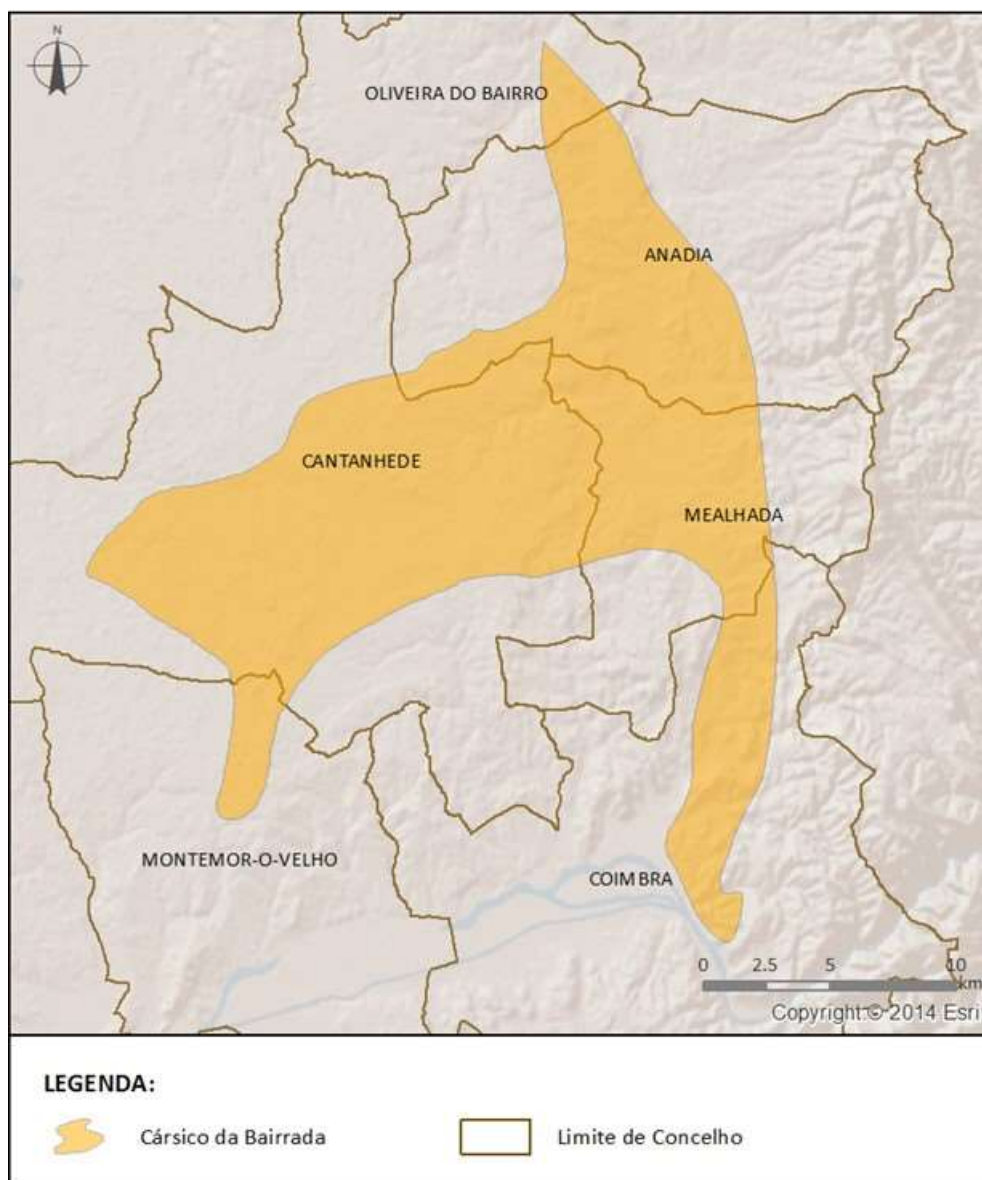 N
OLIVEIRA DO BAIRRO
ANADIA
CANTANHEDE
MEALHADA
MONTEMOR-O-VELHO
COIMBRA
0 2.5 5 10
km
Copyright:© 2014 Esri
LEGENDA:
Cársico da Bairrada
Limite de Concelho